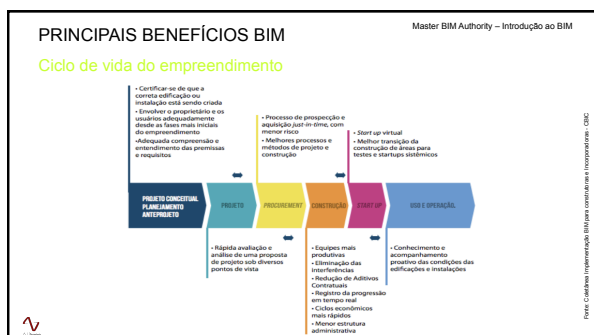 PRINCIPAIS BENEFÍCIOS BIM
Master BIM Authority – Introdução ao BIM
Ciclo de vida do empreendimento
• Certificar-se de que a
correta edificação ou
instalação está sendo criada
• Envolver o proprietário e os
usuários adequadamente
desde as fases mais iniciais
do empreendimento
• Adequada compreensão e
entendimento das premissas
e requisitos
• Processo de prospecção e
aquisição just-in-time, com
menor risco
• Melhores processos e
métodos de projeto e
construção
• Start up virtual
• Melhor transição da
construção de áreas para
testes e startups sistêmicos
PROJETO CONCEITUAL
PLANEJAMENTO
ANTEPROJETO
PROJETO
PROCUREMENT
CONSTRUÇÃO
START UP
USO E OPERAÇÃO.
• Rápida avaliação e
análise de uma proposta
de projeto sob diversos
pontos de vista
• Equipes mais
produtivas
• Eliminação das
interferências
• Redução de Aditivos
Contratuais
• Registro da progressão
em tempo real
• Ciclos econômicos
mais rápidos
• Menor estrutura
administrativa
• Conhecimento e
acompanhamento
proativo das condições das
edificações e instalações
Fonte: Coletânea Implementação BIM para construtoras e Incorporadoras - CBIC